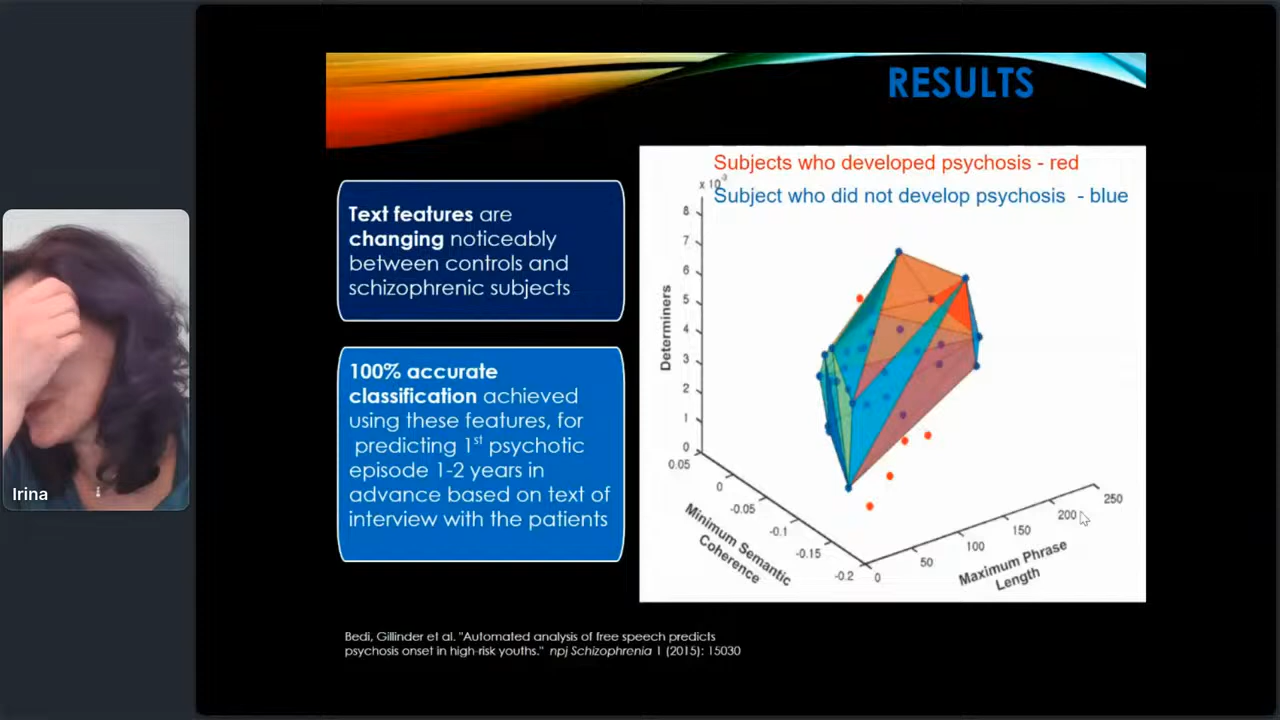 RESULTS
Text features are
changing noticeably
between controls and
schizophrenic subjects
100% accurate
classification achieved
using these features, for
predicting 1st psychotic
episode 1-2 years in
advance based on text of
interview with the patients
Subjects who developed psychosis - red
x 10-3
Subject who did not develop psychosis - blue
8
7
6
5
4
3
2
1
0
Determiners
0.05
0
-0.05
-0.1
-0.15
-0.2
Minimum Semantic
Coherence
0
50
100
150
200
250
Maximum Phrase
Length
Irina
Bedi, Gillinder et al. "Automated analysis of free speech predicts
psychosis onset in high-risk youths." npj Schizophrenia 1 (2015): 15030